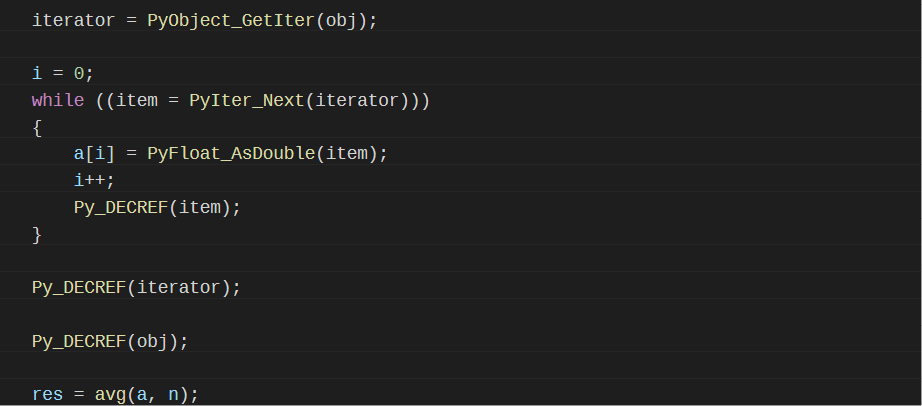 iterator = PyObject_GetIter(obj);
i = 0;
while ((item = PyIter_Next(iterator)))
{
    a[i] = PyFloat_AsDouble(item);
    i++;
    Py_DECREF(item);
}
Py_DECREF(iterator);
Py_DECREF(obj);
res = avg(a, n);